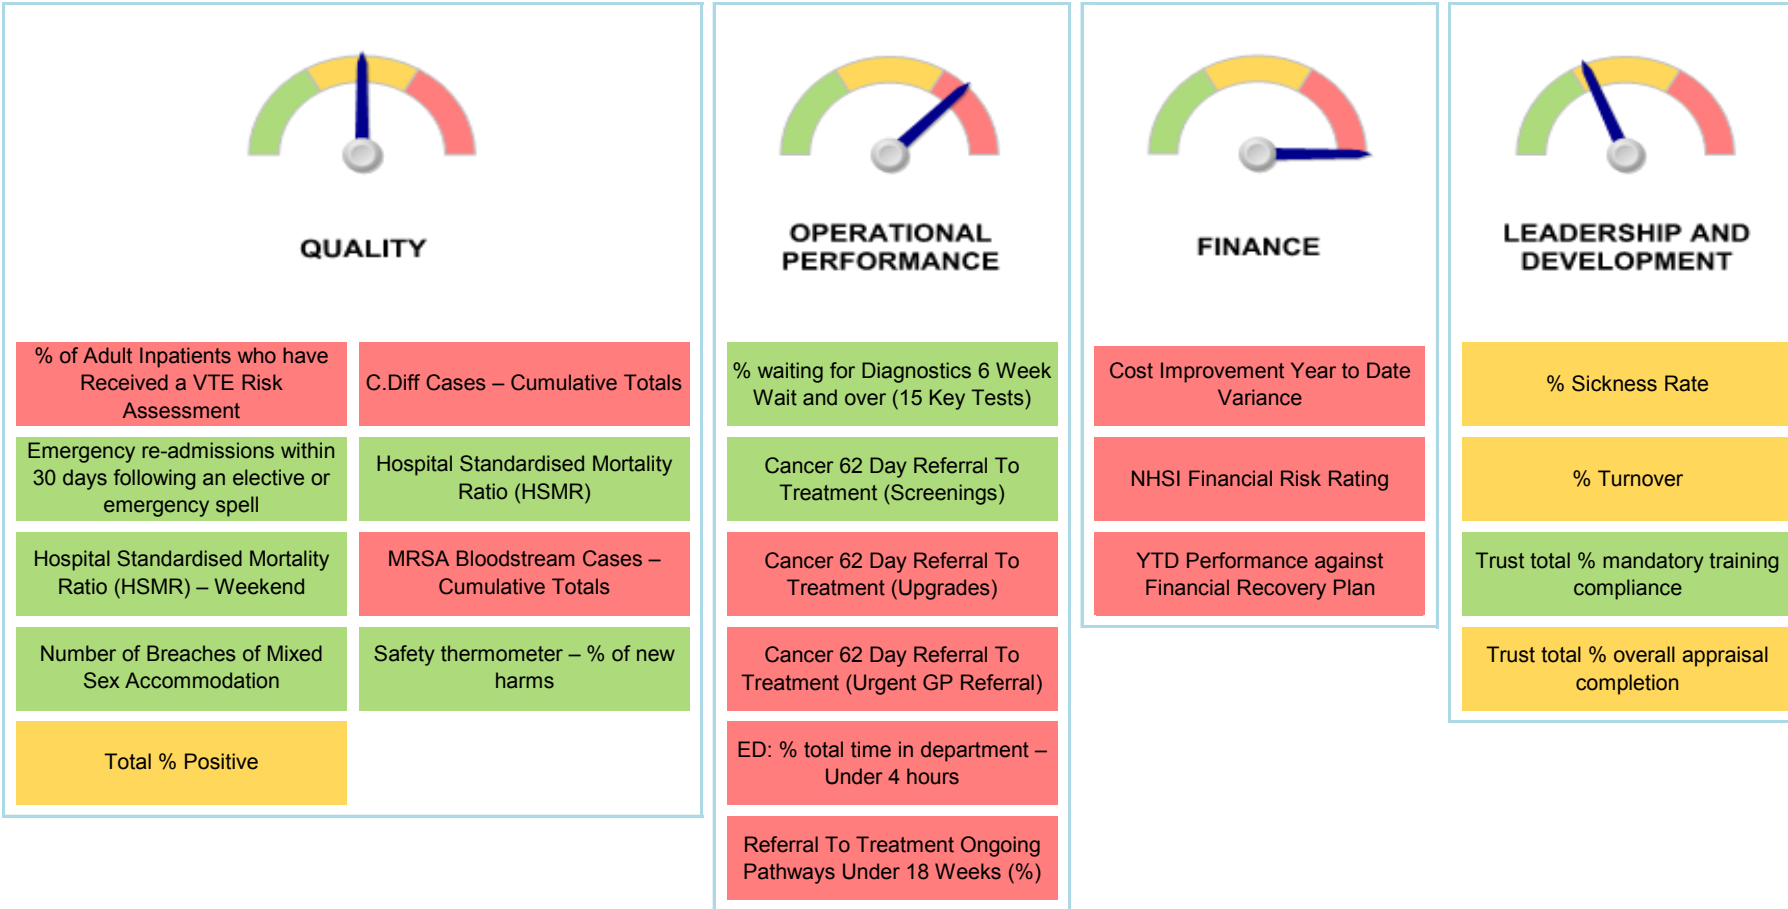 QUALITY
% of Adult Inpatients who have
Received a VTE Risk
Assessment
C.Diff Cases – Cumulative Totals
Emergency re-admissions within
30 days following an elective or
emergency spell
Hospital Standardised Mortality
Ratio (HSMR)
Hospital Standardised Mortality
Ratio (HSMR) – Weekend
MRSA Bloodstream Cases –
Cumulative Totals
Number of Breaches of Mixed
Sex Accommodation
Safety thermometer – % of new
harms
Total % Positive
OPERATIONAL
PERFORMANCE
% waiting for Diagnostics 6 Week
Wait and over (15 Key Tests)
Cancer 62 Day Referral To
Treatment (Screenings)
Cancer 62 Day Referral To
Treatment (Upgrades)
Cancer 62 Day Referral To
Treatment (Urgent GP Referral)
ED: % total time in department –
Under 4 hours
Referral To Treatment Ongoing
Pathways Under 18 Weeks (%)
FINANCE
Cost Improvement Year to Date
Variance
NHSI Financial Risk Rating
YTD Performance against
Financial Recovery Plan
LEADERSHIP AND
DEVELOPMENT
% Sickness Rate
% Turnover
Trust total % mandatory training
compliance
Trust total % overall appraisal
completion